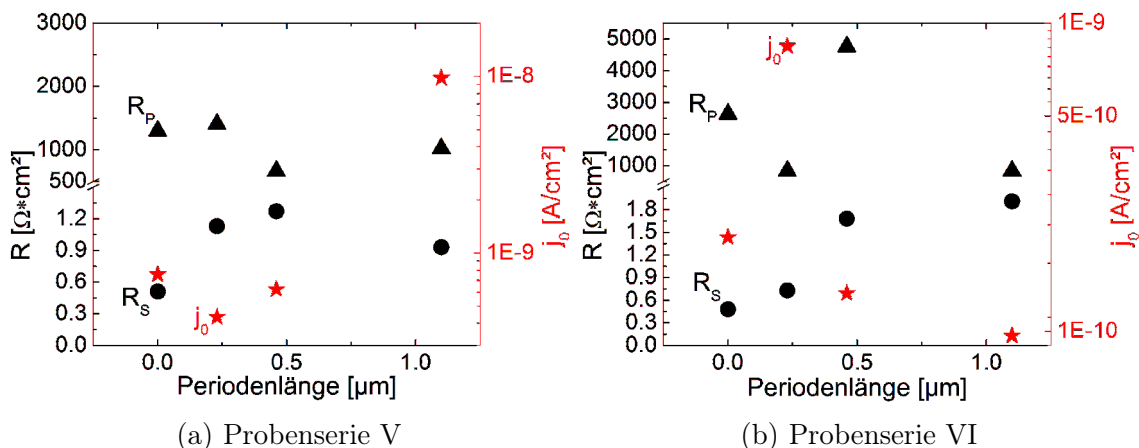 3000
2000
1000
500
1.2
0.9
0.6
0.3
0.0
R [Ω*cm²]
R_P
R_S
j_0
1E-8
1E-9
j_0 [A/cm²]
0.0 0.5 1.0
Periodenlänge [µm]
(a) Probenserie V
5000
4000
3000
2000
1000
1.8
1.5
1.2
0.9
0.6
0.3
0.0
R [Ω*cm²]
R_P
R_S
j_0
1E-9
5E-10
1E-10
j_0 [A/cm²]
0.0 0.5 1.0
Periodenlänge [µm]
(b) Probenserie VI